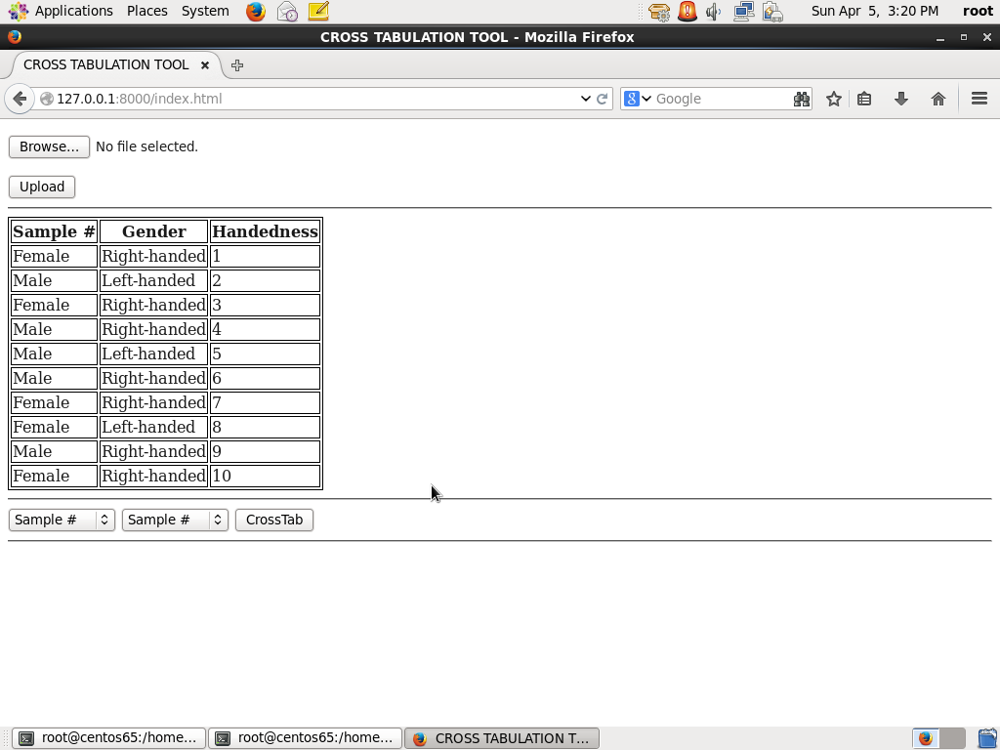 Applications Places System Sun Apr 5, 3:20 PM root
CROSS TABULATION TOOL - Mozilla Firefox
CROSS TABULATION TOOL
127.0.0.1:8000/index.html Google
Browse... No file selected.
Upload
Sample # Gender Handedness
Female Right-handed 1
Male Left-handed 2
Female Right-handed 3
Male Right-handed 4
Male Left-handed 5
Male Right-handed 6
Female Right-handed 7
Female Left-handed 8
Male Right-handed 9
Female Right-handed 10
Sample # Sample # CrossTab
root@centos65:/home... root@centos65:/home... CROSS TABULATION T...